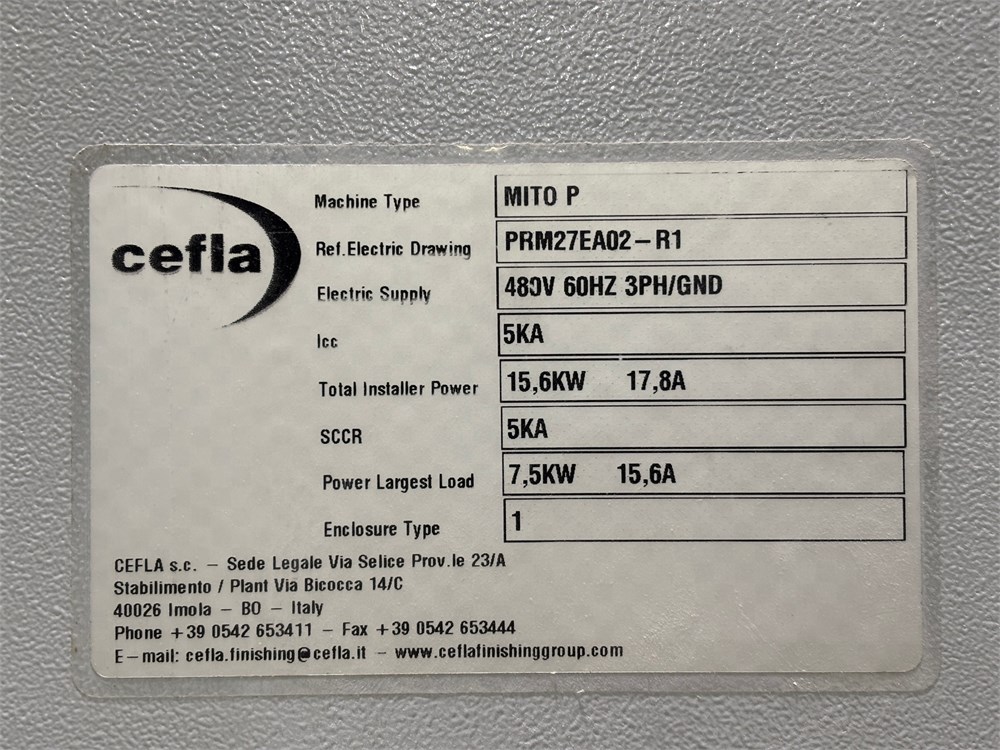 cefla
Machine Type MITO P
Ref.Electric Drawing PRM27EA02-R1
Electric Supply 480V 60HZ 3PH/GND
Icc 5KA
Total Installer Power 15,6KW 17,8A
SCCR 5KA
Power Largest Load 7,5KW 15,6A
Enclosure Type 1
CEFLA s.c. - Sede Legale Via Selice Prov.le 23/A
Stabilimento / Plant Via Bicocca 14/C
40026 Imola - BO - Italy
Phone +39 0542 653411 - Fax +39 0542 653444
E-mail: cefla.finishing@cefla.it - www.ceflafinishinggroup.com